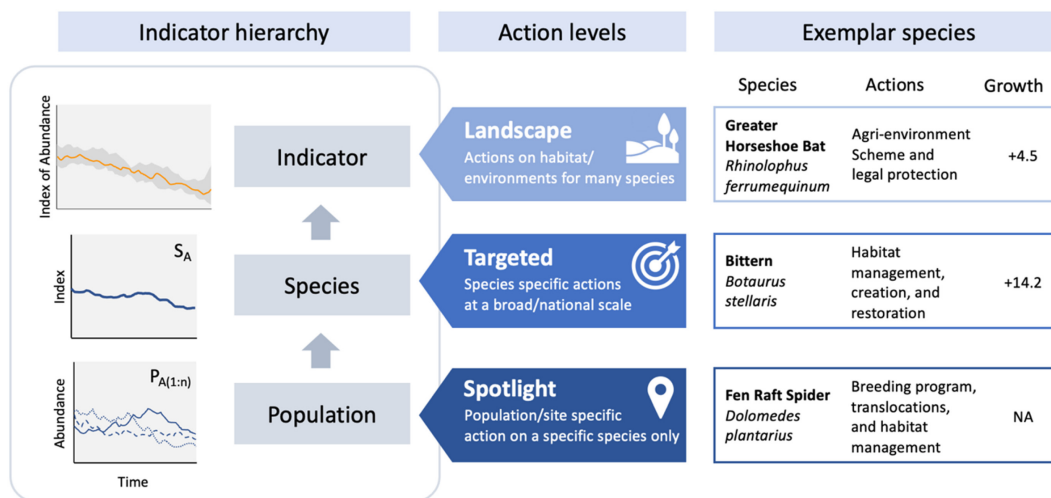 Indicator hierarchy
Action levels
Exemplar species
Species
Actions
Growth
Index of Abundance
Indicator
Landscape
Actions on habitat/
environments for many species
Greater
Horseshoe Bat
Rhinolophus
ferrumequinum
Agri-environment
Scheme and
legal protection
+4.5
Index
SA
Species
Targeted
Species specific actions
at a broad/national scale
Bittern
Botaurus
stellaris
Habitat
management,
creation, and
restoration
+14.2
Abundance
PA(1:n)
Time
Population
Spotlight
Population/site specific
action on a specific species only
Fen Raft Spider
Dolomedes
plantarius
Breeding program,
translocations,
and habitat
management
NA